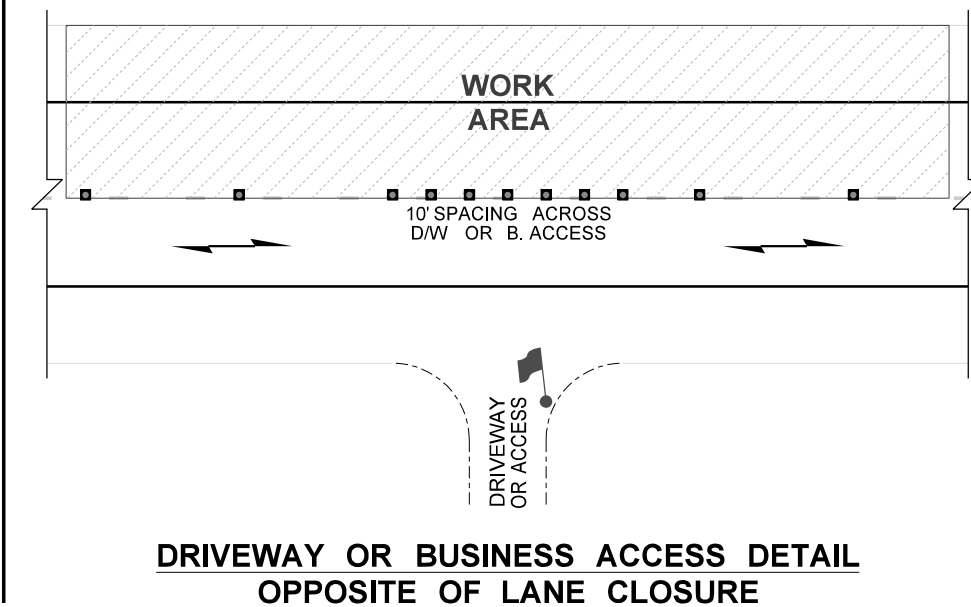 WORK
AREA
10' SPACING ACROSS
D/W OR B. ACCESS
DRIVEWAY
OR ACCESS
DRIVEWAY OR BUSINESS ACCESS DETAIL
OPPOSITE OF LANE CLOSURE